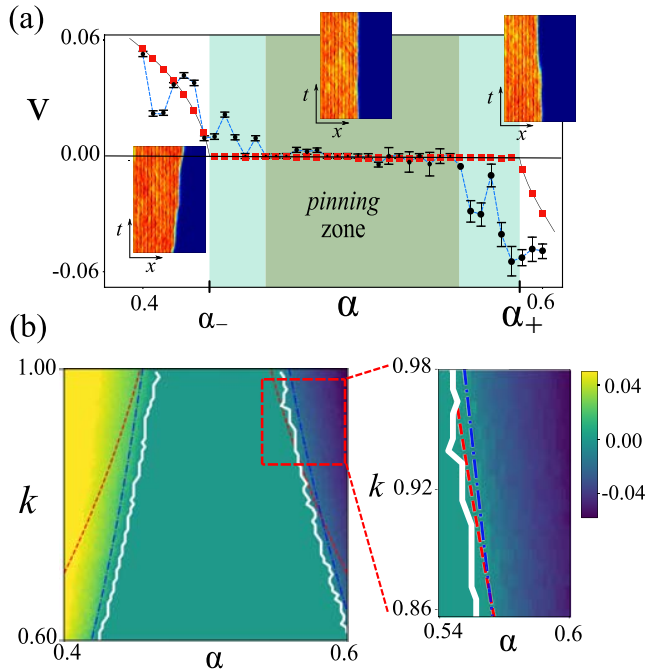 (a)
0.06
v
0.00
-0.06
t
x
t
x
t
x
pinning
zone
0.4
α₋
α
α₊
0.6
(b)
1.00
k
0.60
0.4
α
0.6
0.98
k
0.92
0.86
0.54
α
0.6
0.04
0.00
-0.04